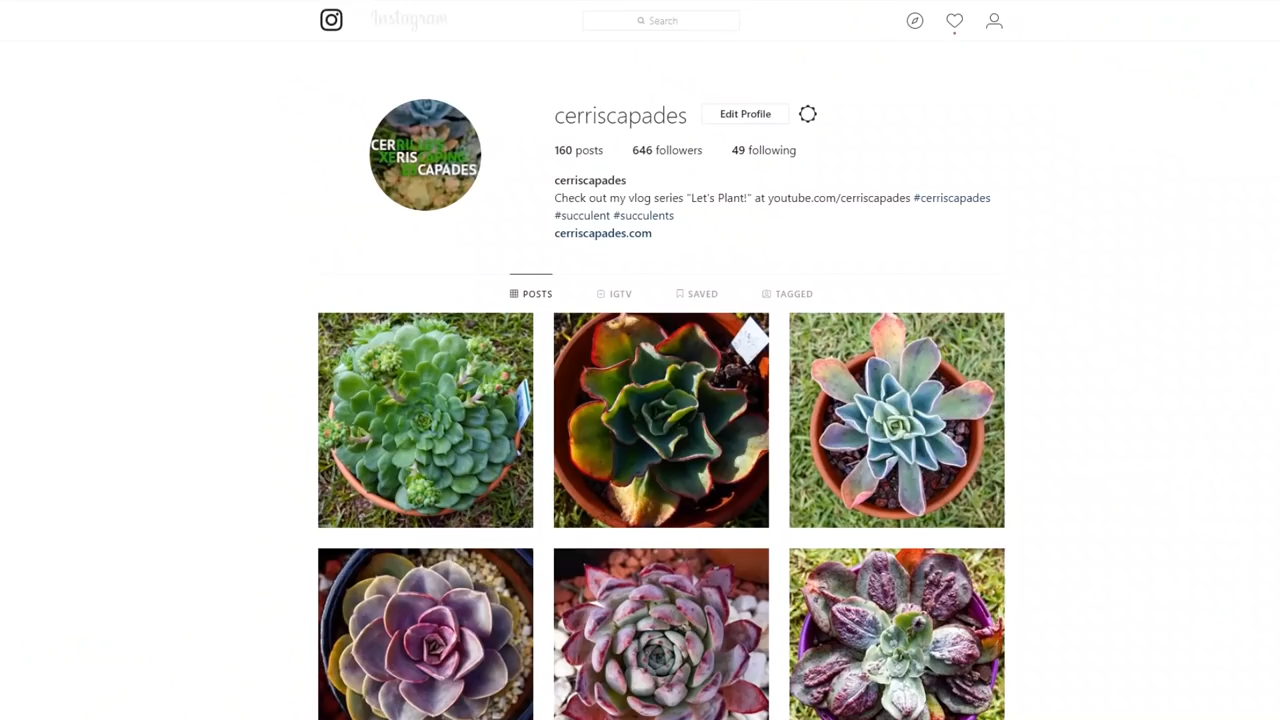 Instagram
Search
cerriscapades
Edit Profile
160 posts 646 followers 49 following
cerriscapades
Check out my vlog series "Let's Plant!" at youtube.com/cerriscapades #cerriscapades
#succulent #succulents
cerriscapades.com
POSTS IGTV SAVED TAGGED